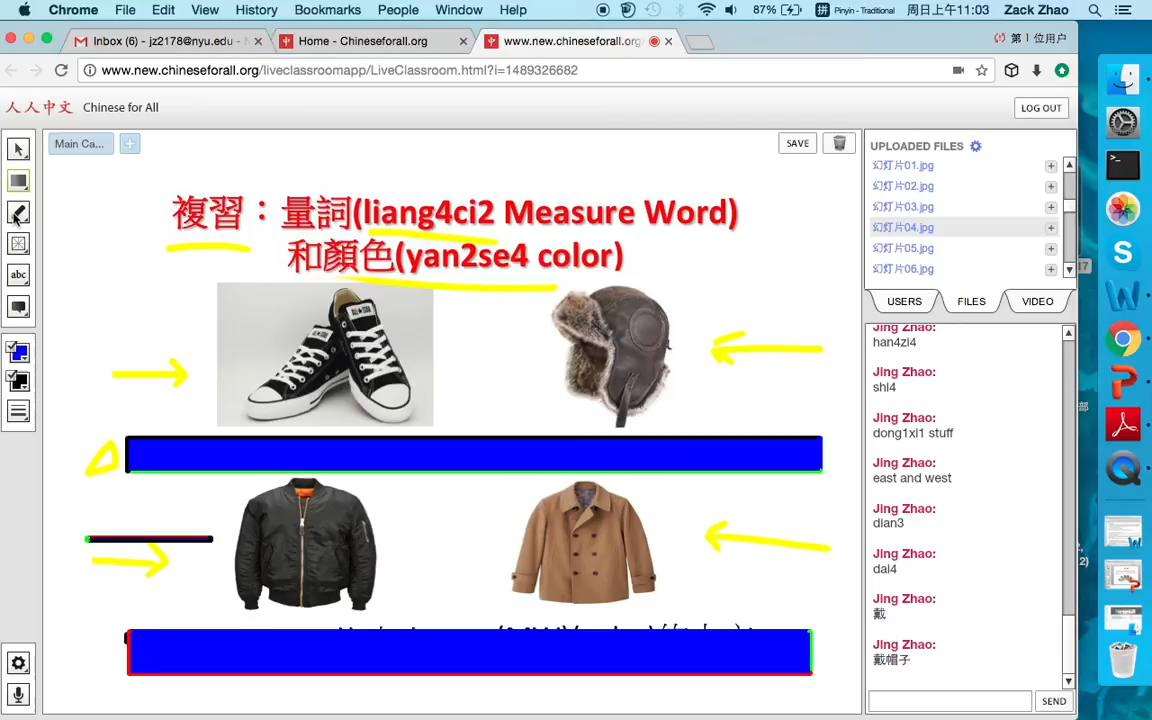 Chrome File Edit View History Bookmarks People Window Help 87% Pinyin - Traditional 周日上午11:03 Zack Zhao
Inbox (6) - jz2178@nyu.edu - Home - Chineseforall.org www.new.chineseforall.org 第 1 位用户
www.new.chineseforall.org/liveclassroomapp/LiveClassroom.html?i=1489326682
人人中文 Chinese for All LOG OUT
Main Ca...
SAVE
複習：量詞(liang4ci2 Measure Word)
和顏色(yan2se4 color)
ALL STAR
abc
UPLOADED FILES
幻灯片01.jpg
幻灯片02.jpg
幻灯片03.jpg
幻灯片04.jpg
幻灯片05.jpg
幻灯片06.jpg
USERS FILES VIDEO
Jing Zhao:
han4zi4
Jing Zhao:
shi4
Jing Zhao:
dong1xi1 stuff
Jing Zhao:
east and west
Jing Zhao:
dian3
Jing Zhao:
dai4
Jing Zhao:
戴
Jing Zhao:
戴帽子
SEND